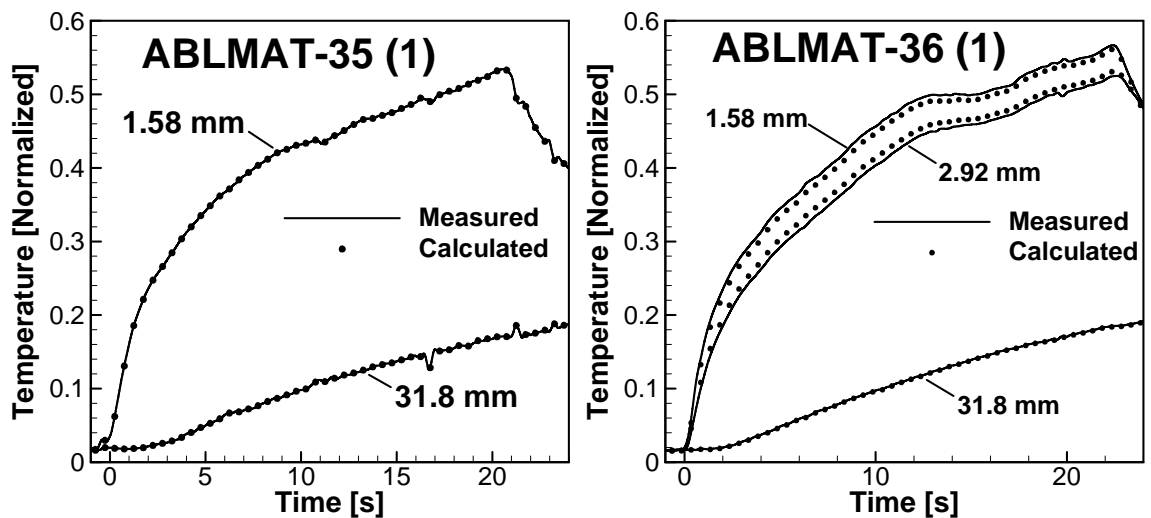 ABLMAT-35 (1)
Temperature [Normalized]
0.6
0.5
0.4
0.3
0.2
0.1
0
1.58 mm
Measured
Calculated
31.8 mm
0 5 10 15 20
Time [s]
ABLMAT-36 (1)
Temperature [Normalized]
0.6
0.5
0.4
0.3
0.2
0.1
0
1.58 mm
2.92 mm
Measured
Calculated
31.8 mm
0 10 20
Time [s]